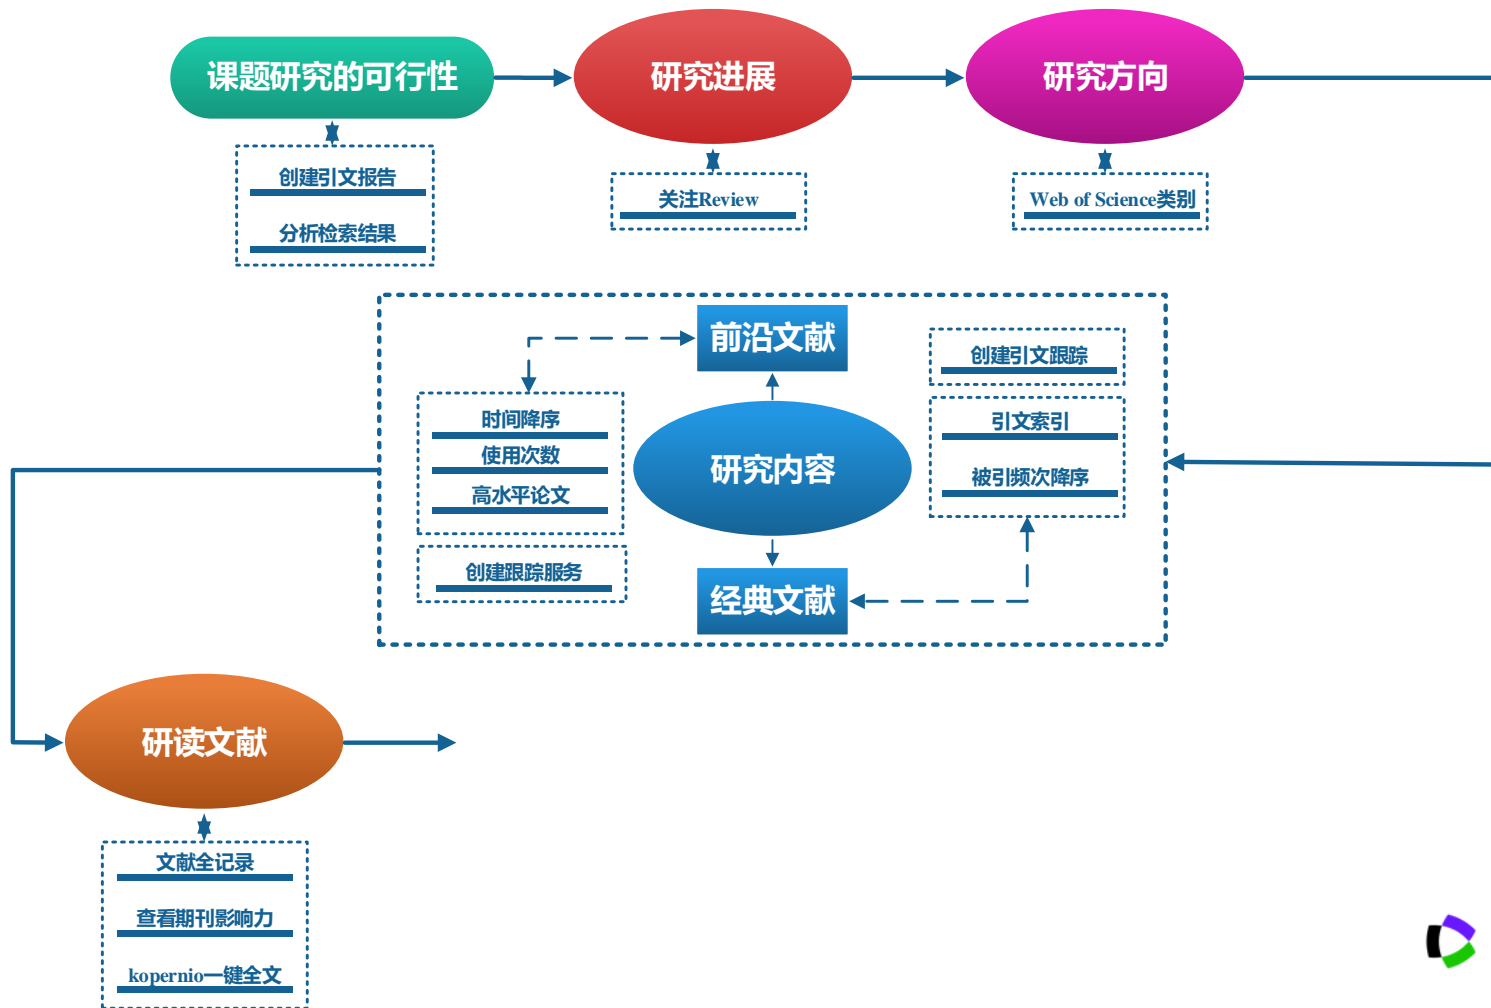 课题研究的可行性
研究进展
研究方向
创建引文报告
分析检索结果
关注Review
Web of Science类别
前沿文献
时间降序
使用次数
高水平论文
创建跟踪服务
研究内容
创建引文跟踪
引文索引
被引频次降序
经典文献
研读文献
文献全记录
查看期刊影响力
kopernio一键全文